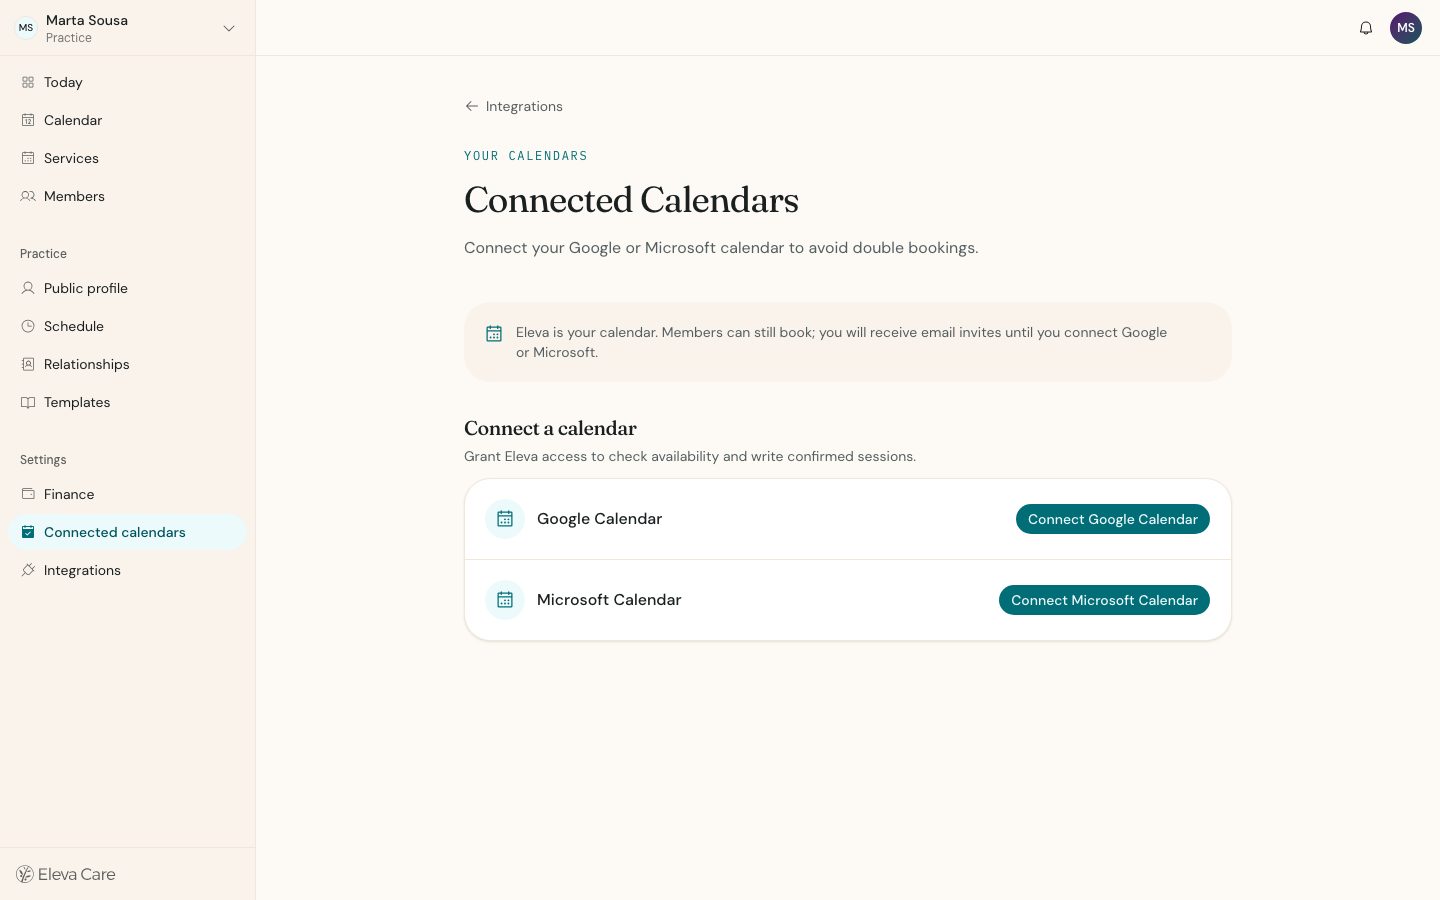 MS
Marta Sousa
Practice
MS
Today
12
Calendar
Services
Members
Practice
Public profile
Schedule
Relationships
Templates
Settings
Finance
Connected calendars
Integrations
Eleva Care
Integrations
YOUR CALENDARS
Connected Calendars
Connect your Google or Microsoft calendar to avoid double bookings.
Eleva is your calendar. Members can still book; you will receive email invites until you connect Google
or Microsoft.
Connect a calendar
Grant Eleva access to check availability and write confirmed sessions.
Google Calendar
Connect Google Calendar
Microsoft Calendar
Connect Microsoft Calendar